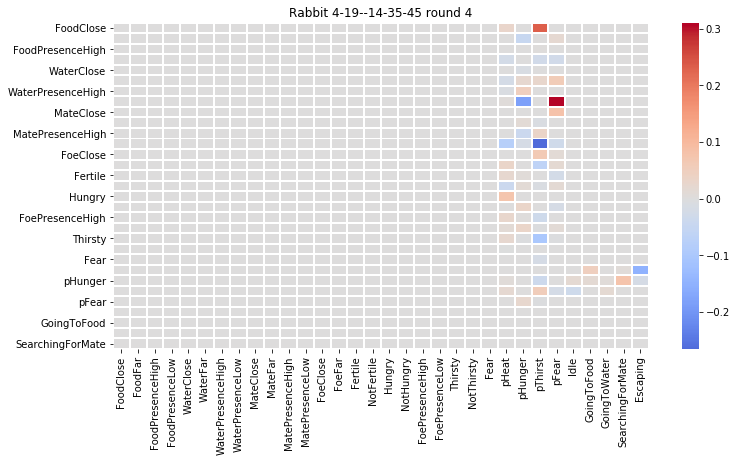 Rabbit 4-19--14-35-45 round 4
FoodClose
FoodPresenceHigh
WaterClose
WaterPresenceHigh
MateClose
MatePresenceHigh
FoeClose
Fertile
Hungry
FoePresenceHigh
Thirsty
Fear
pHunger
pFear
GoingToFood
SearchingForMate
FoodClose
FoodFar
FoodPresenceHigh
FoodPresenceLow
WaterClose
WaterFar
WaterPresenceHigh
WaterPresenceLow
MateClose
MateFar
MatePresenceHigh
MatePresenceLow
FoeClose
FoeFar
Fertile
NotFertile
Hungry
NotHungry
FoePresenceHigh
FoePresenceLow
Thirsty
NotThirsty
Fear
pHeat
pHunger
pThirst
pFear
Idle
GoingToFood
GoingToWater
SearchingForMate
Escaping
0.3
0.2
0.1
0.0
−0.1
−0.2